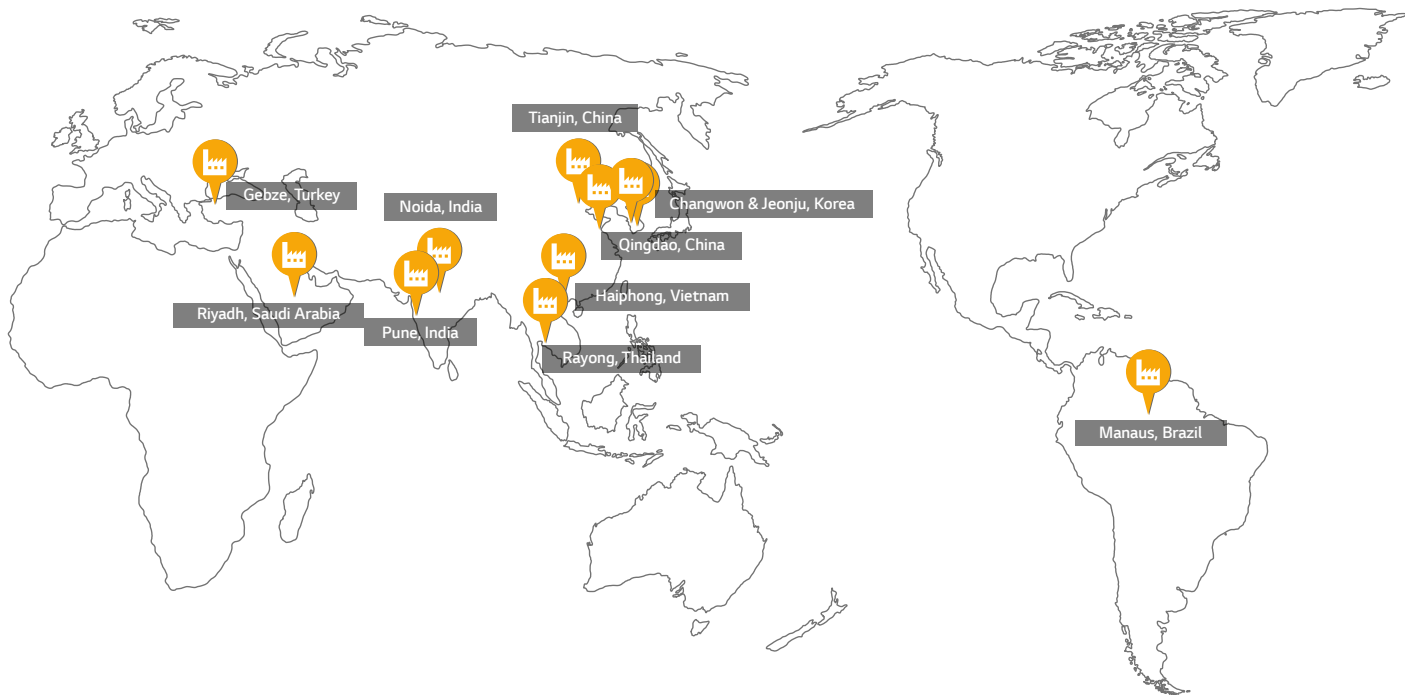 Tianjin, China
Gebze, Turkey
Noida, India
Changwon & Jeonju, Korea
Qingdao, China
Haiphong, Vietnam
Riyadh, Saudi Arabia
Pune, India
Rayong, Thailand
Manaus, Brazil